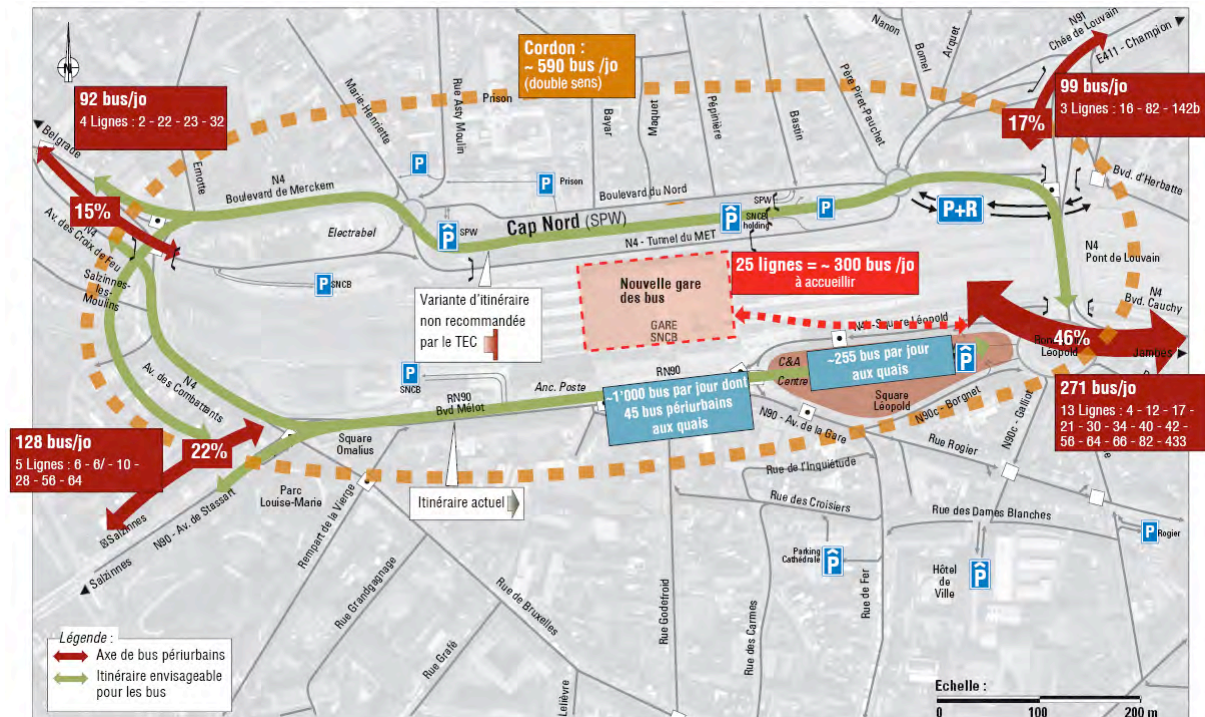 N
Cordon :
~ 590 bus /jo
(double sens)
92 bus/jo
4 Lignes : 2 - 22 - 23 - 32
99 bus/jo
3 Lignes : 16 - 82 - 142b
17%
N91
Chée de Louvain
E411 - Champion
Nanon
Bomel
Arquet
Père Piret-Pauchet
Bastin
Pépinière
Maquet
Bayar
Prison
Rue Asty Moulin
Marie-Henriette
Emotte
Belgrade
15%
N4
Av. des Croix de Feu
N4
Boulevard de Merckem
Electrabel
P
P Prison
Boulevard du Nord
Cap Nord (SPW)
P SPW
N4 - Tunnel du MET
P
SPW
SNCB
holding
P
P+R
Bvd. d'Herbatte
N4
Pont de Louvain
N4
Bvd. Cauchy
Salzinnes-
les-
Moulins
P SNCB
Variante d'itinéraire
non recommandée
par le TEC
Nouvelle gare
des bus
GARE
SNCB
25 lignes = ~ 300 bus /jo
à accueillir
N4 - Square Léopold
46%
Léopold
Jambes
271 bus/jo
13 Lignes : 4 - 12 - 17 -
21 - 30 - 34 - 40 - 42 -
56 - 64 - 66 - 82 - 433
C&A
Centre
~255 bus par jour
aux quais
P
Square
Léopold
N90c - Borgnet
N90c - Galliot
~1'000 bus par jour dont
45 bus périurbains
aux quais
RN90
Anc. Poste
P
SNCB
RN90
Bvd Mélot
N90 - Av. de la Gare
Rue Rogier
N4
Av. des Combattants
128 bus/jo
5 Lignes : 6 - 6/ - 10 -
28 - 56 - 64
22%
Square
Omalius
Parc
Louise-Marie
Itinéraire actuel
Rue de l'Inquiétude
Rue des Croisiers
Rue des Dames Blanches
P Rogier
Parking
Cathédrale
P
Hôtel
de
Ville
P
Salzinnes
Salzinnes
N90 - Av. de Stassart
Rempart de la Vierge
Rue Grandgagnage
Rue Grafé
Rue de Bruxelles
Lelièvre
Rue Godefroid
Rue des Carmes
Rue de Fer
Légende :
Axe de bus périurbains
Itinéraire envisageable
pour les bus
Echelle :
0 100 200 m